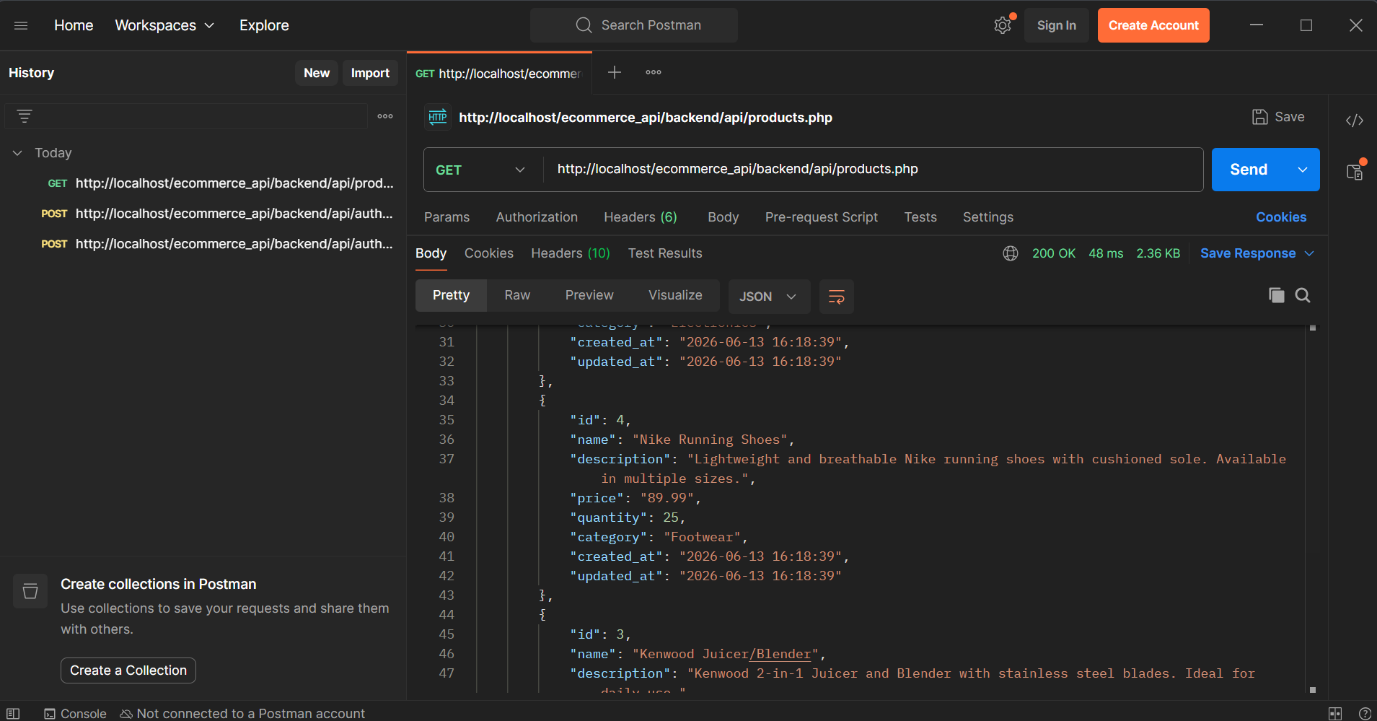 Home Workspaces Explore
Search Postman
Sign In
Create Account
History
New
Import
Today
GET http://localhost/ecommerce_api/backend/api/prod...
POST http://localhost/ecommerce_api/backend/api/auth...
POST http://localhost/ecommerce_api/backend/api/auth...
Create collections in Postman
Use collections to save your requests and share them
with others.
Create a Collection
GET http://localhost/ecommer
HTTP http://localhost/ecommerce_api/backend/api/products.php
Save
GET
http://localhost/ecommerce_api/backend/api/products.php
Send
Params Authorization Headers (6) Body Pre-request Script Tests Settings Cookies
Body Cookies Headers (10) Test Results
200 OK 48 ms 2.36 KB Save Response
Pretty Raw Preview Visualize JSON
30 "category": "Electronics",
31 "created_at": "2026-06-13 16:18:39",
32 "updated_at": "2026-06-13 16:18:39"
33 },
34 {
35 "id": 4,
36 "name": "Nike Running Shoes",
37 "description": "Lightweight and breathable Nike running shoes with cushioned sole. Available
in multiple sizes.",
38 "price": "89.99",
39 "quantity": 25,
40 "category": "Footwear",
41 "created_at": "2026-06-13 16:18:39",
42 "updated_at": "2026-06-13 16:18:39"
43 },
44 {
45 "id": 3,
46 "name": "Kenwood Juicer/Blender",
47 "description": "Kenwood 2-in-1 Juicer and Blender with stainless steel blades. Ideal for
daily use."
Console
Not connected to a Postman account